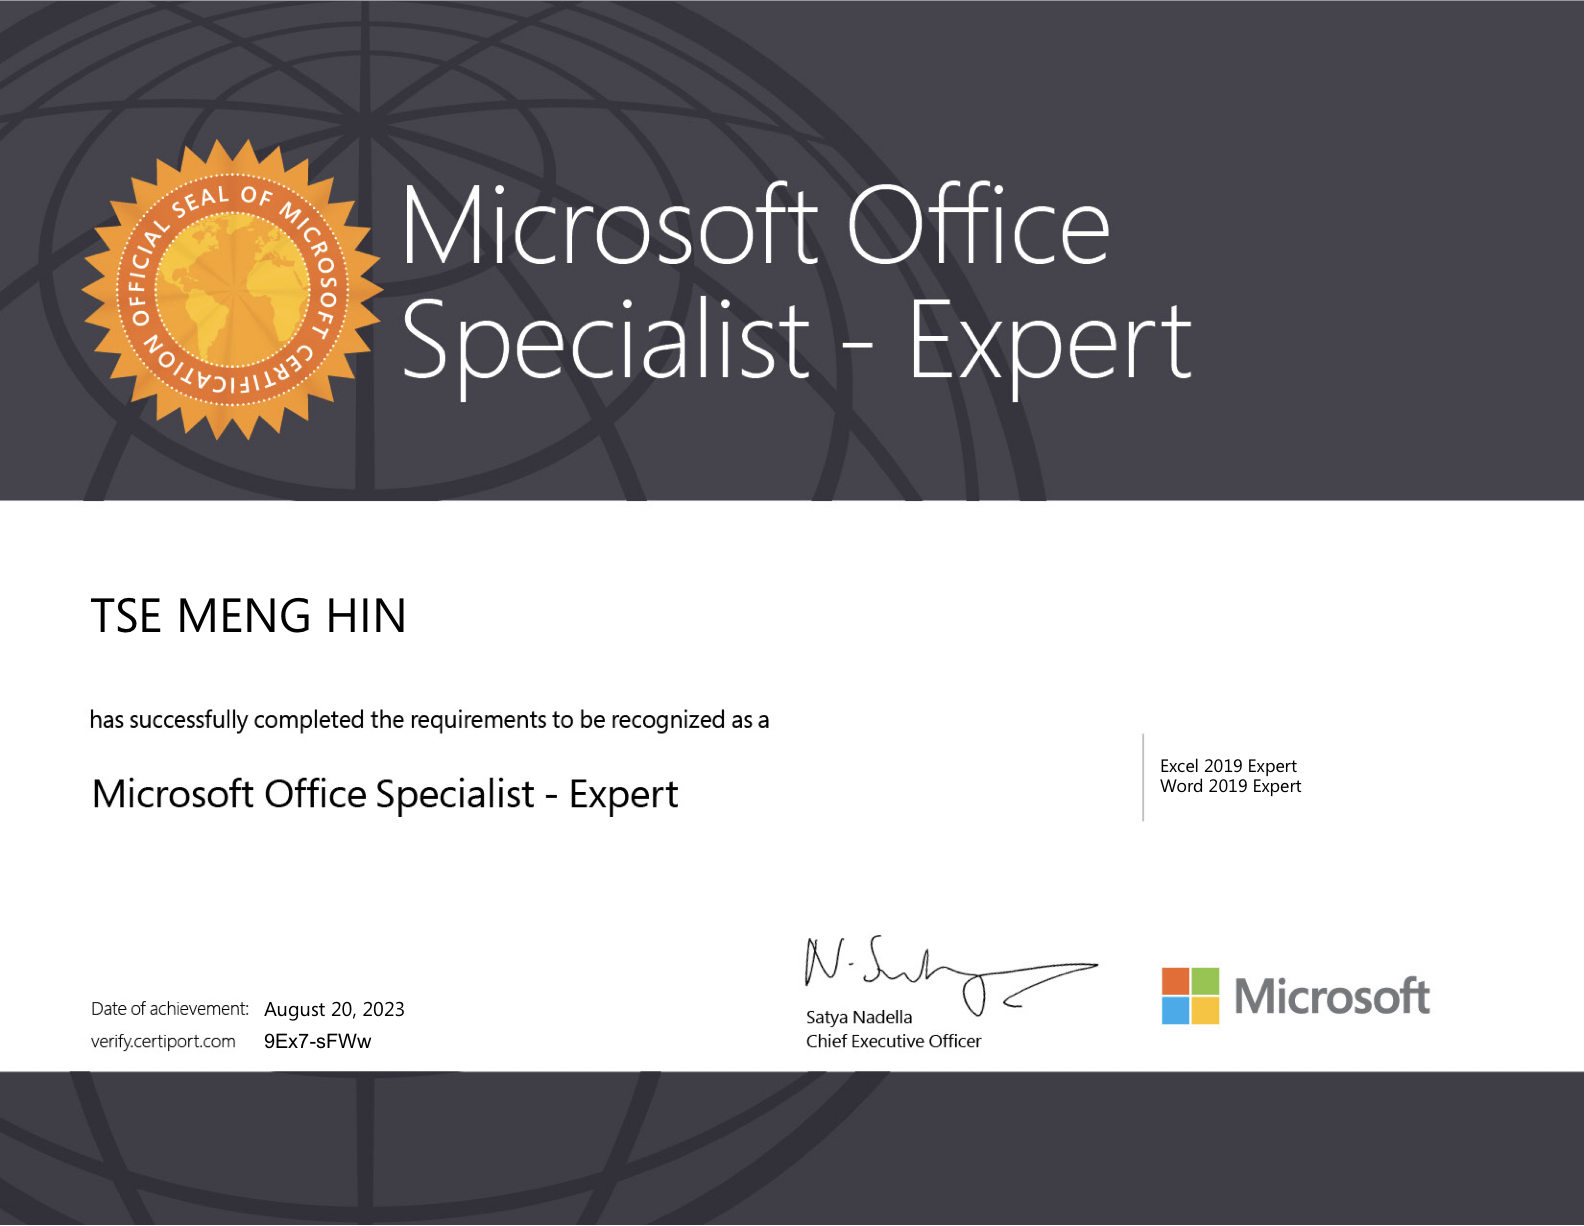 OFFICIAL SEAL OF MICROSOFT CERTIFICATION
Microsoft Office
Specialist - Expert
TSE MENG HIN
has successfully completed the requirements to be recognized as a
Microsoft Office Specialist - Expert
Excel 2019 Expert
Word 2019 Expert
Date of achievement: August 20, 2023
verify.certiport.com 9Ex7-sFWw
Satya Nadella
Chief Executive Officer
Microsoft